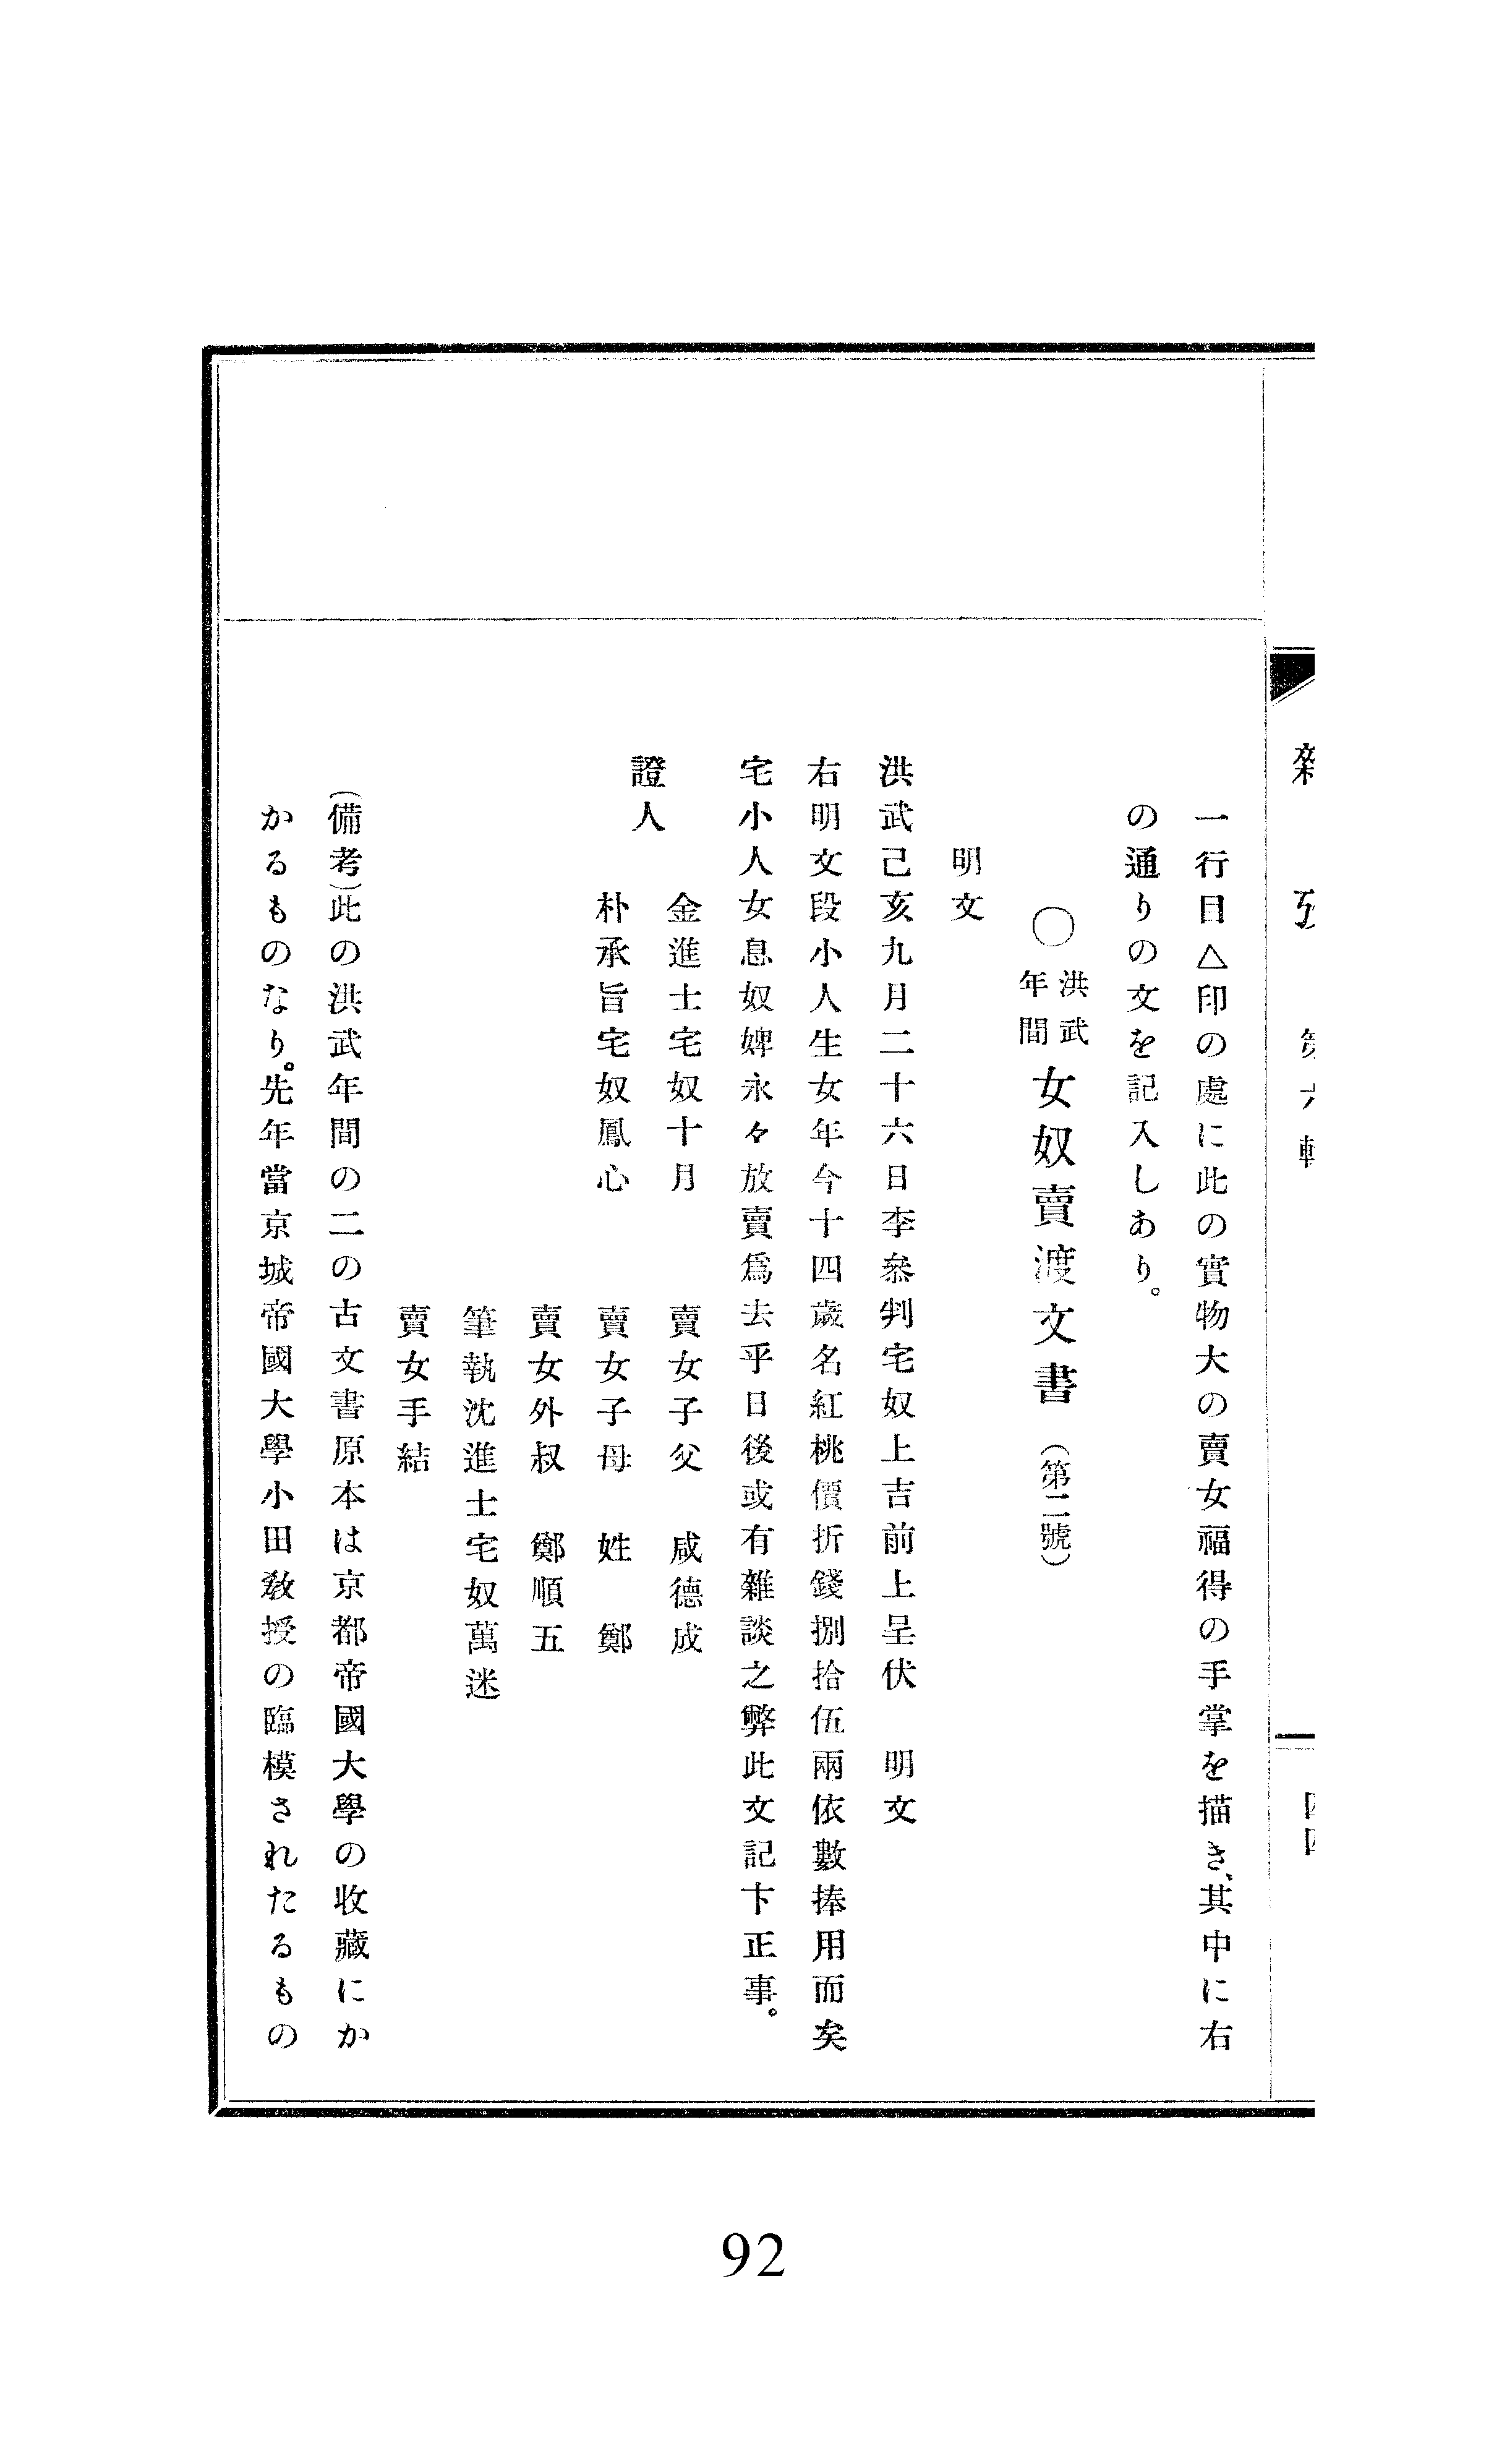 一行目△印の處に此の實物大の賣女福得の手掌を描き、其中に右
の通りの文を記入しあり。
〇洪武年間女奴賣渡文書(第二號)
明文
洪武己亥九月二十六日李叅判宅奴上吉前上呈伏 明文
右明文段小人生女年今十四歲名紅桃價折錢捌拾伍兩依數捧用而矣
宅小人女息奴婢永々放賣爲去乎日後或有雜談之弊此文記卞正事。
證人
金進士宅奴十月 賣女子父 咸德成
朴承旨宅奴鳳心 賣女子母 姓 鄭
賣女外叔 鄭順五
筆執沈進士宅奴萬迷
賣女手結
(備考)此の洪武年間の二の古文書原本は京都帝國大學の收藏にか
かるものなり。先年當京城帝國大學小田敎授の臨模されたるもの
92